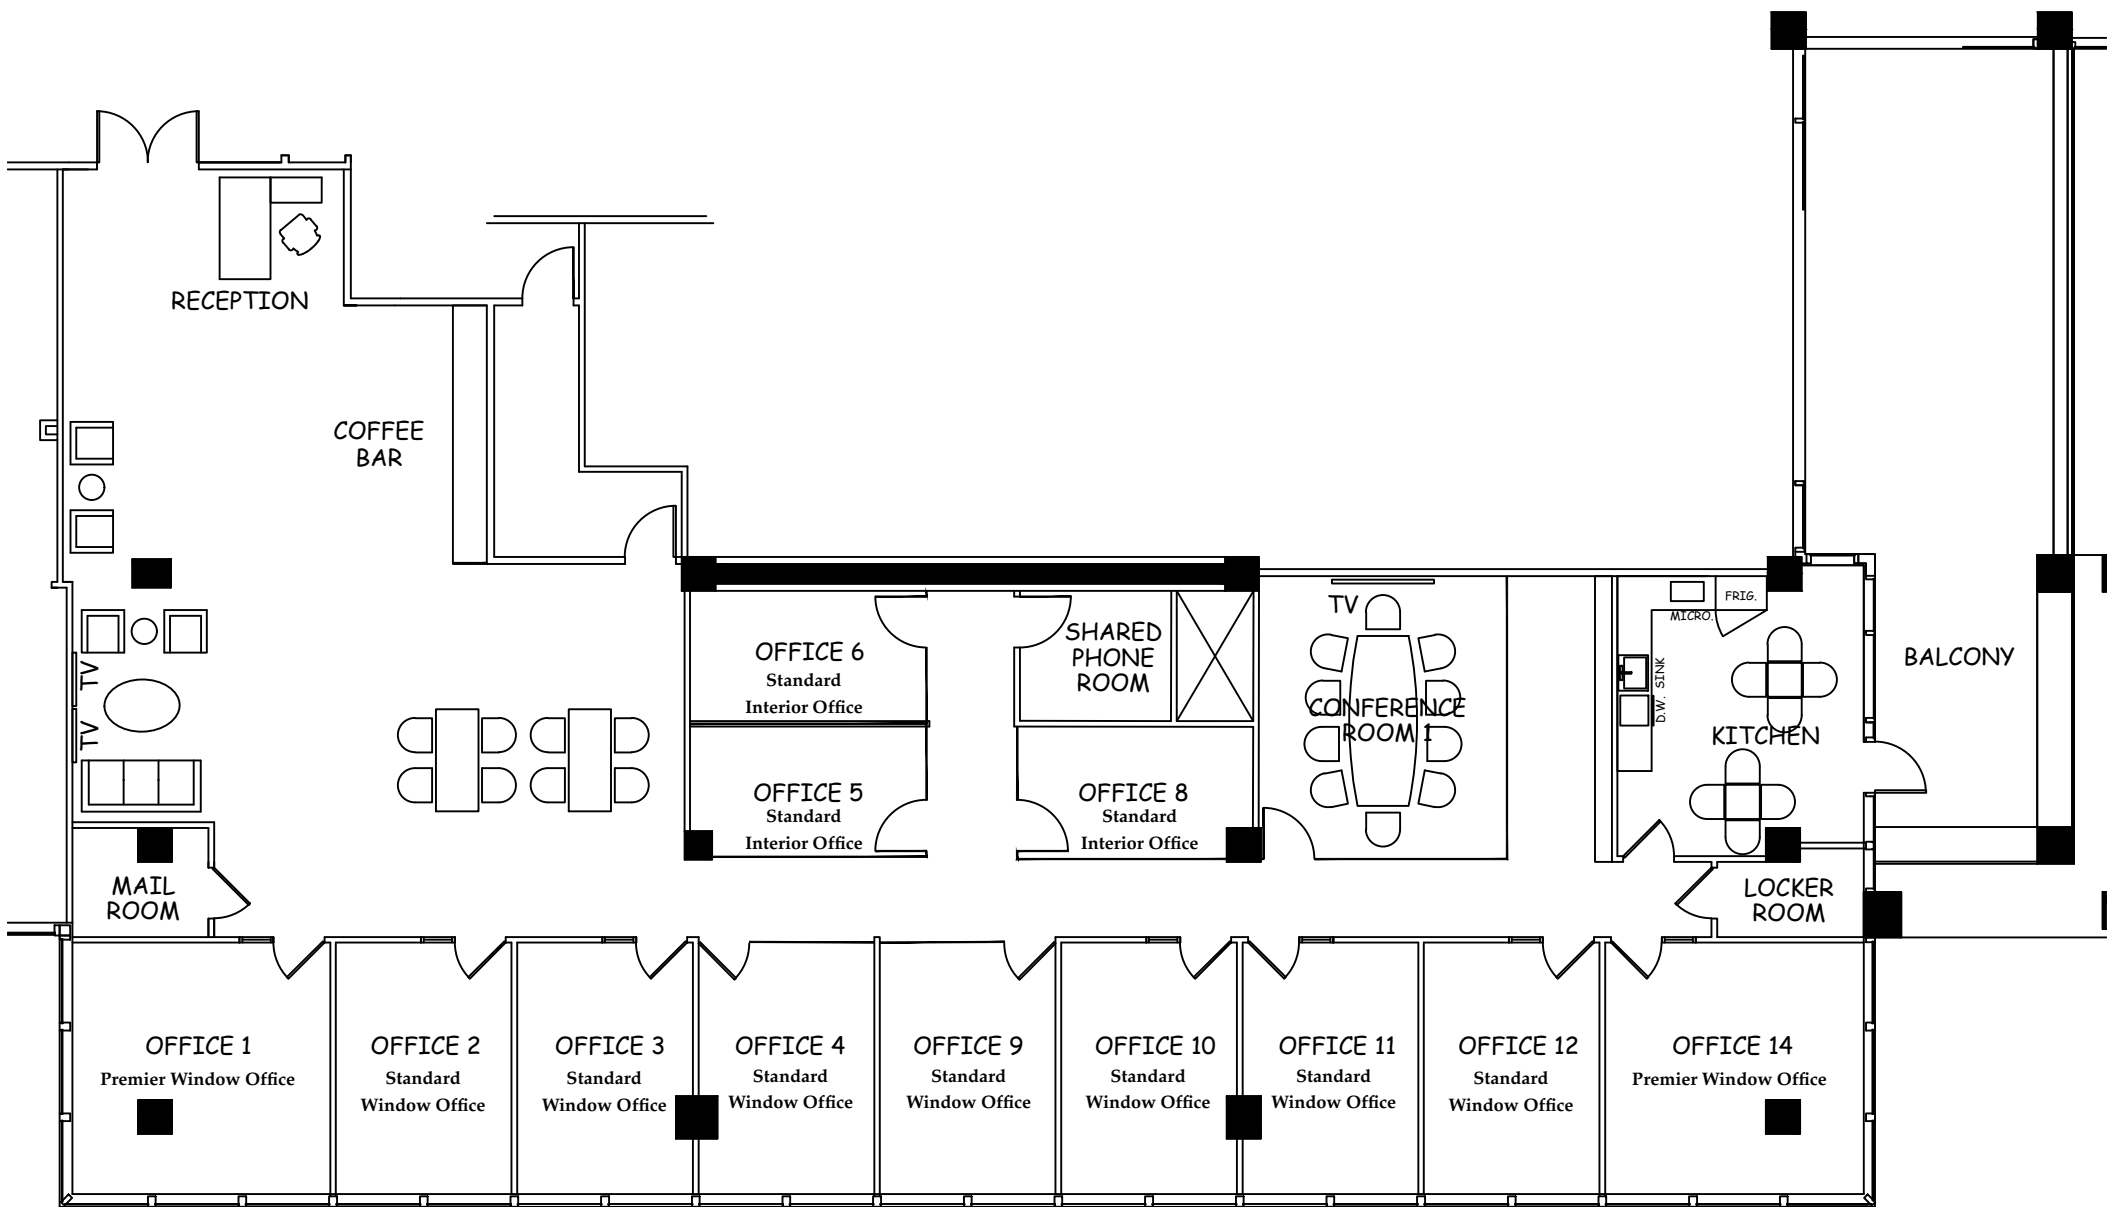 RECEPTION
COFFEE
BAR
TV
TV
MAIL
ROOM
OFFICE 6
Standard
Interior Office
SHARED
PHONE
ROOM
OFFICE 5
Standard
Interior Office
OFFICE 8
Standard
Interior Office
TV
CONFERENCE
ROOM 1
MICRO.
FRIG.
D.W. SINK
KITCHEN
BALCONY
LOCKER
ROOM
OFFICE 1
Premier Window Office
OFFICE 2
Standard
Window Office
OFFICE 3
Standard
Window Office
OFFICE 4
Standard
Window Office
OFFICE 9
Standard
Window Office
OFFICE 10
Standard
Window Office
OFFICE 11
Standard
Window Office
OFFICE 12
Standard
Window Office
OFFICE 14
Premier Window Office